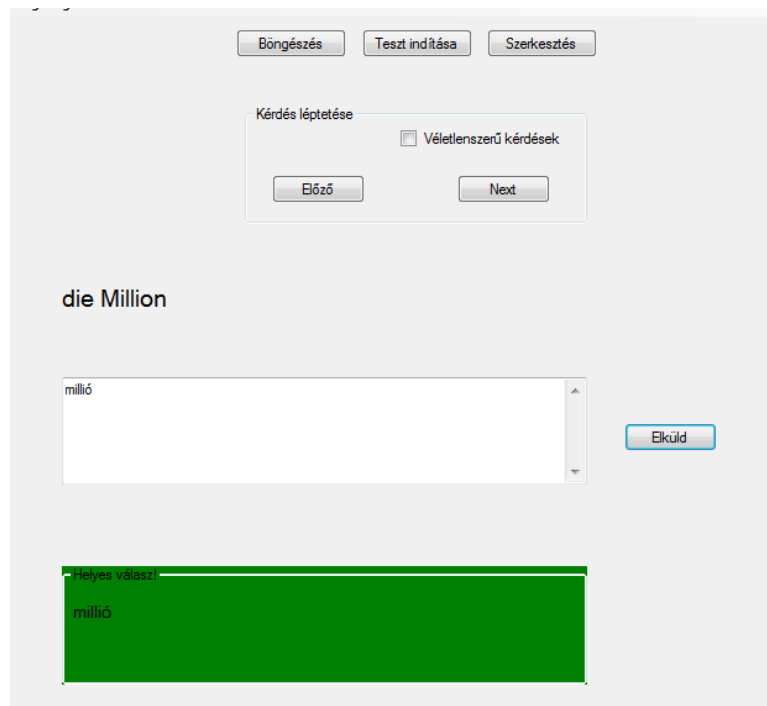 Böngészés Teszt indítása Szerkesztés
Kérdés léptetése
Véletlenszerű kérdések
Előző Next
die Million
millió
Elküld
Helyes válasz!
millió